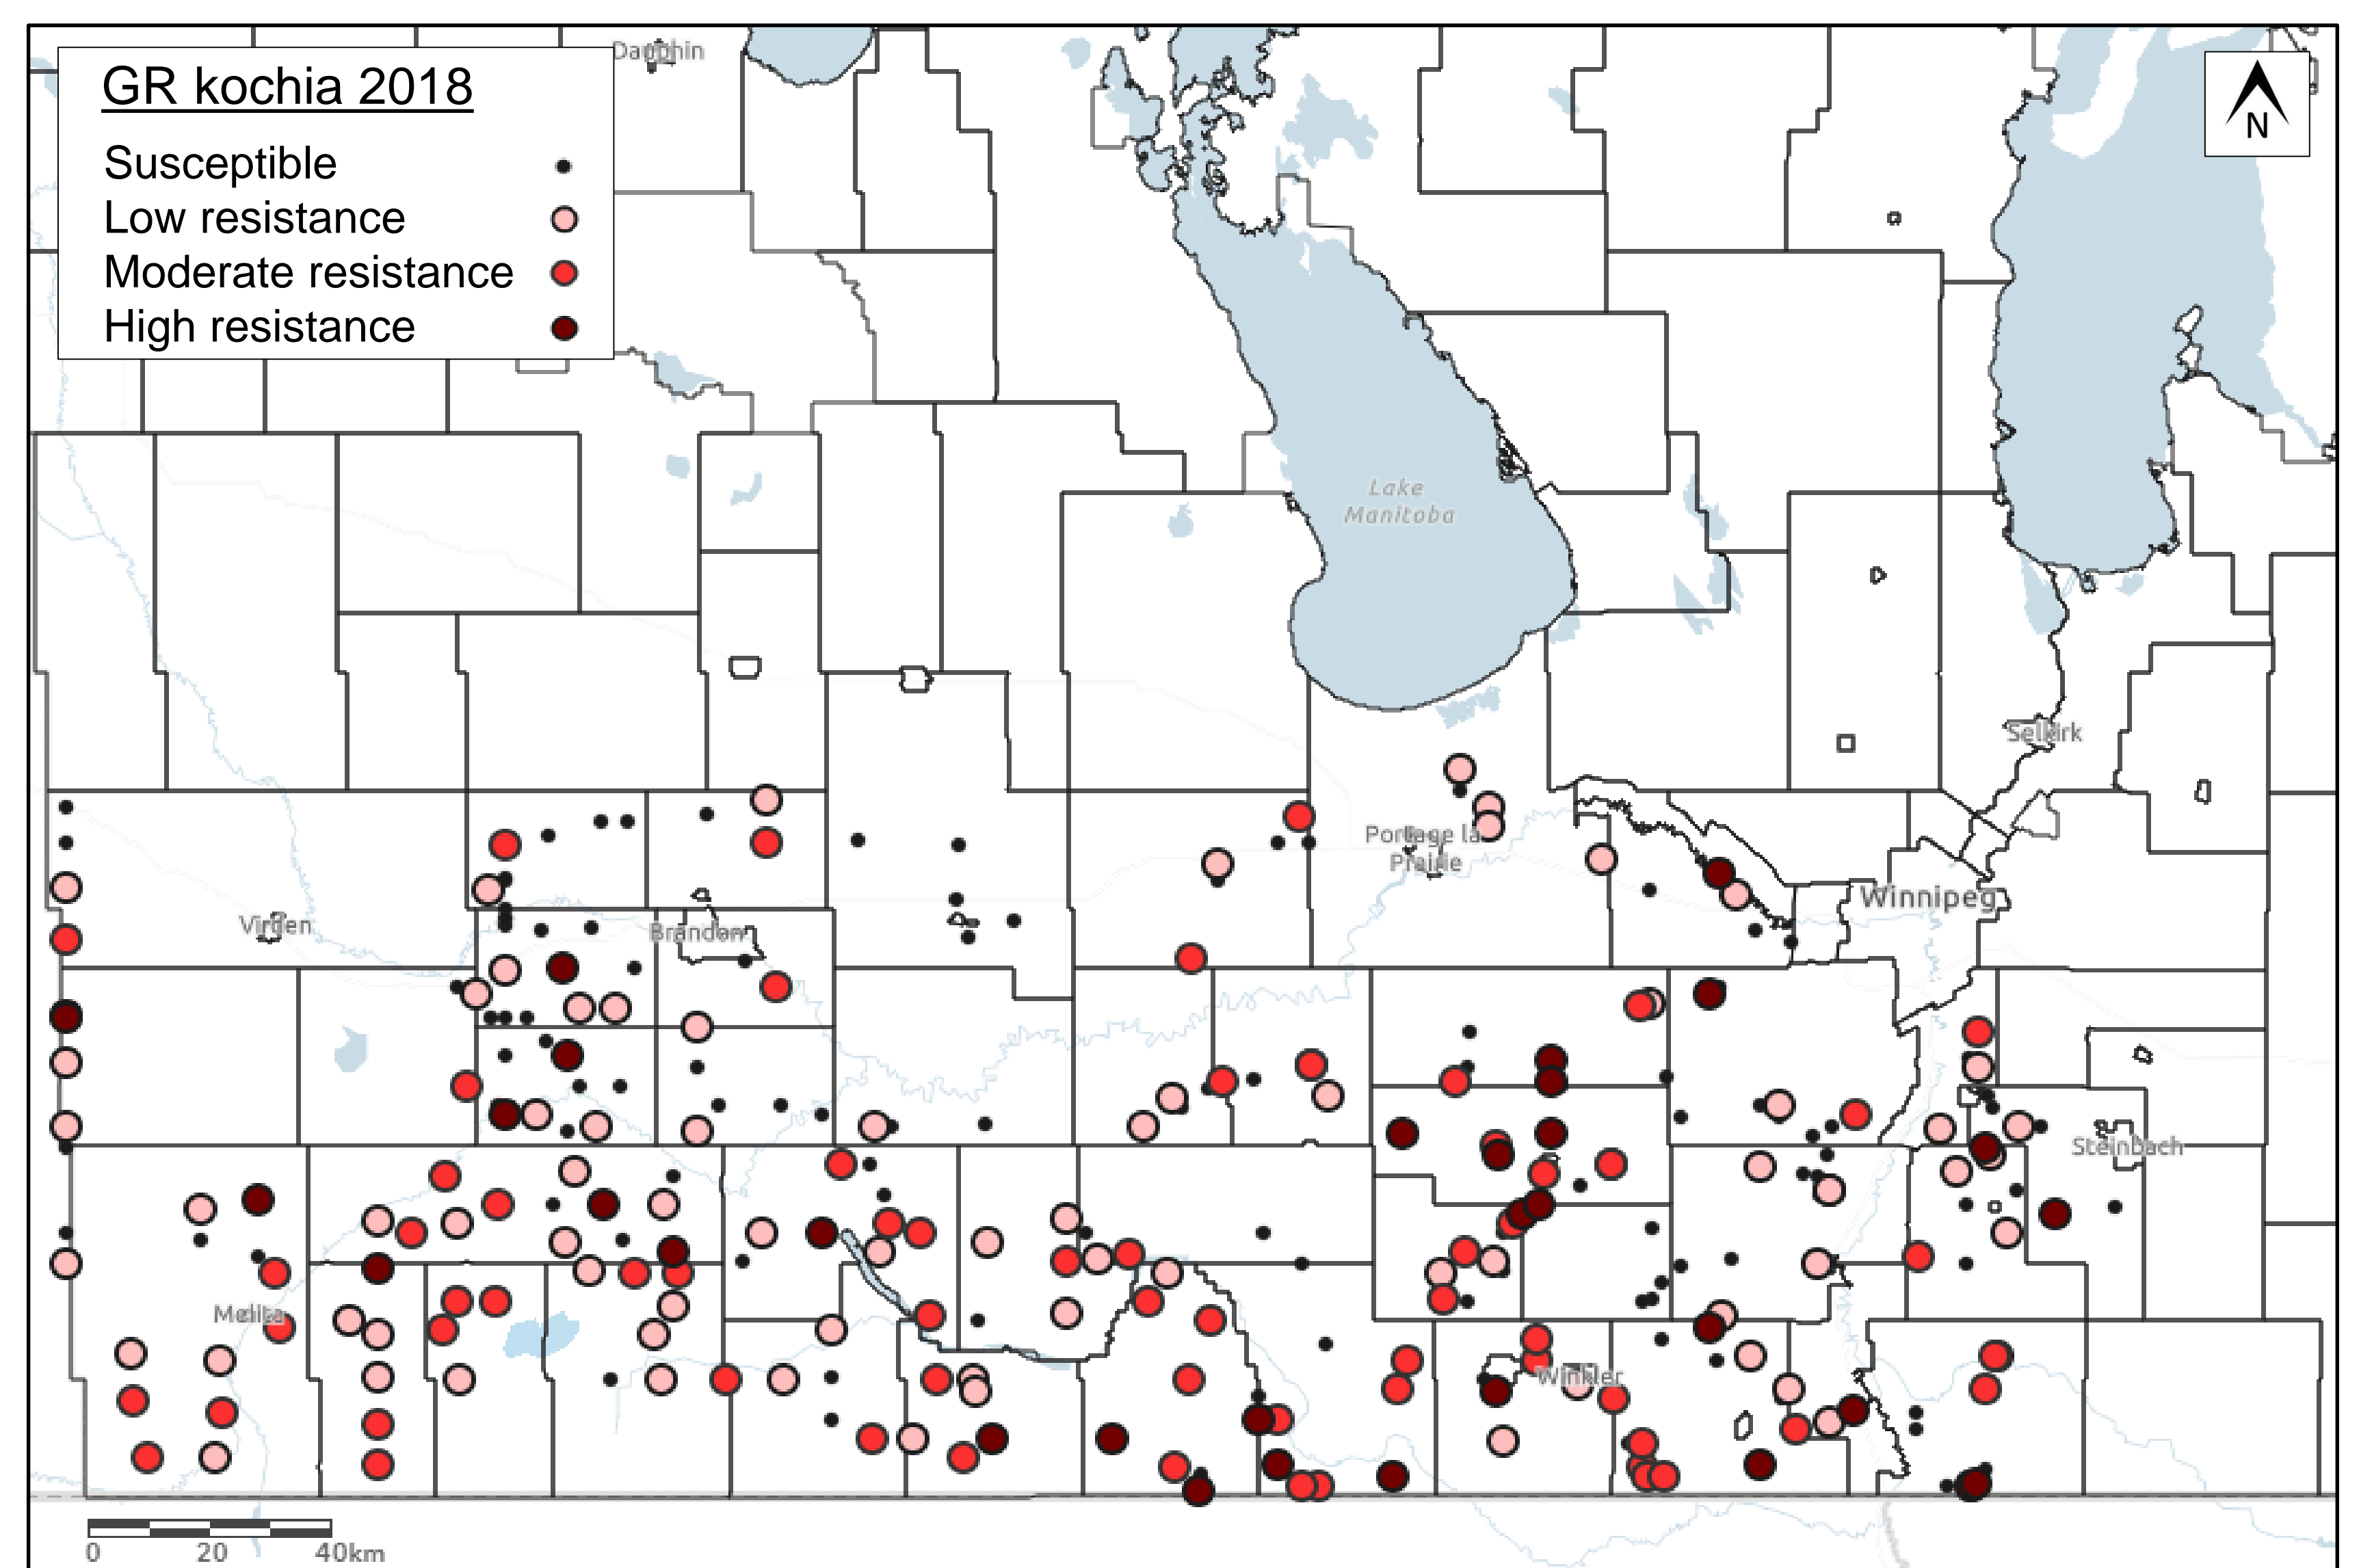 Dauphin
GR kochia 2018
Susceptible
Low resistance
Moderate resistance
High resistance
N
Lake
Manitoba
Selkirk
Portage la
Prairie
Winnipeg
Virden
Brandon
Steinbach
Melita
Winkler
0 20 40km